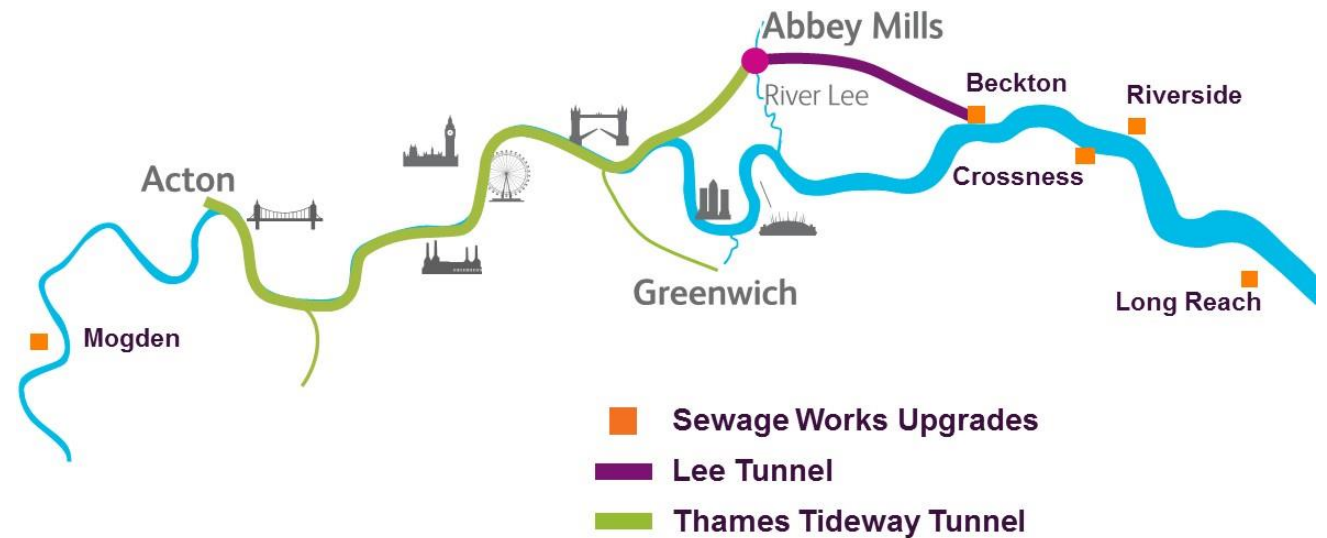 Abbey Mills
River Lee
Beckton
Riverside
Crossness
Acton
Greenwich
Long Reach
Mogden
Sewage Works Upgrades
Lee Tunnel
Thames Tideway Tunnel